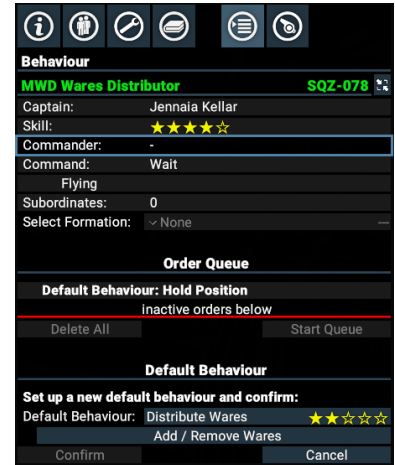 Behaviour
MWD Wares Distributor SQZ-078
Captain: Jennaia Kellar
Skill: ★★★★☆
Commander: -
Command: Wait
Flying
Subordinates: 0
Select Formation: None ---
Order Queue
Default Behaviour: Hold Position
inactive orders below
Delete All Start Queue
Default Behaviour
Set up a new default behaviour and confirm:
Default Behaviour: Distribute Wares ★★☆☆☆
Add / Remove Wares
Confirm Cancel